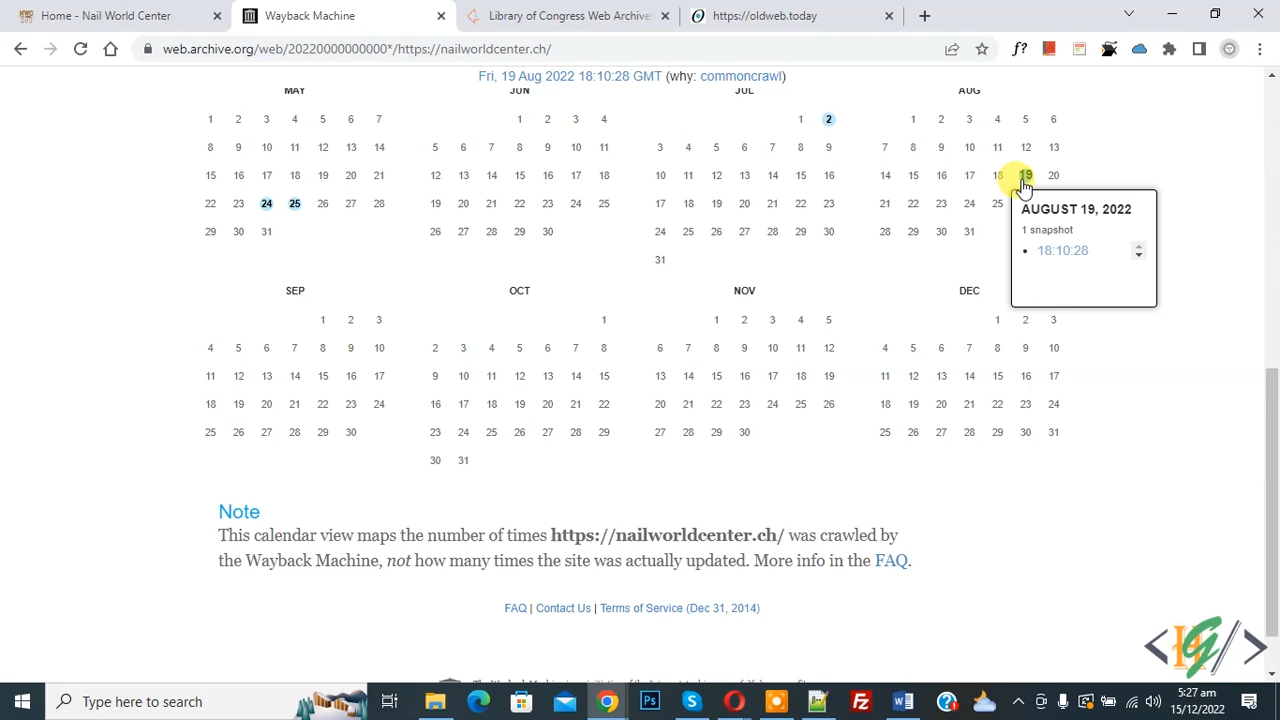 Home - Nail World Center
Wayback Machine
Library of Congress Web Archives
https://oldweb.today
web.archive.org/web/20220000000000*/https://nailworldcenter.ch/
Fri, 19 Aug 2022 18:10:28 GMT (why: commoncrawl)
MAY JUN JUL AUG
1 2 3 4 5 6 7 1 2 3 4 1 2 1 2 3 4 5 6
8 9 10 11 12 13 14 5 6 7 8 9 10 11 3 4 5 6 7 8 9 7 8 9 10 11 12 13
15 16 17 18 19 20 21 12 13 14 15 16 17 18 10 11 12 13 14 15 16 14 15 16 17 18 19 20
22 23 24 25 26 27 28 19 20 21 22 23 24 25 17 18 19 20 21 22 23 21 22 23 24 25
29 30 31 26 27 28 29 30 24 25 26 27 28 29 30 28 29 30 31
31
AUGUST 19, 2022
1 snapshot
• 18:10:28
SEP OCT NOV DEC
1 2 3 1 1 2 3 4 5 1 2 3
4 5 6 7 8 9 10 2 3 4 5 6 7 8 6 7 8 9 10 11 12 4 5 6 7 8 9 10
11 12 13 14 15 16 17 9 10 11 12 13 14 15 13 14 15 16 17 18 19 11 12 13 14 15 16 17
18 19 20 21 22 23 24 16 17 18 19 20 21 22 20 21 22 23 24 25 26 18 19 20 21 22 23 24
25 26 27 28 29 30 23 24 25 26 27 28 29 27 28 29 30 25 26 27 28 29 30 31
30 31
Note
This calendar view maps the number of times https://nailworldcenter.ch/ was crawled by
the Wayback Machine, not how many times the site was actually updated. More info in the FAQ.
FAQ | Contact Us | Terms of Service (Dec 31, 2014)
Type here to search
5:27 am
15/12/2022